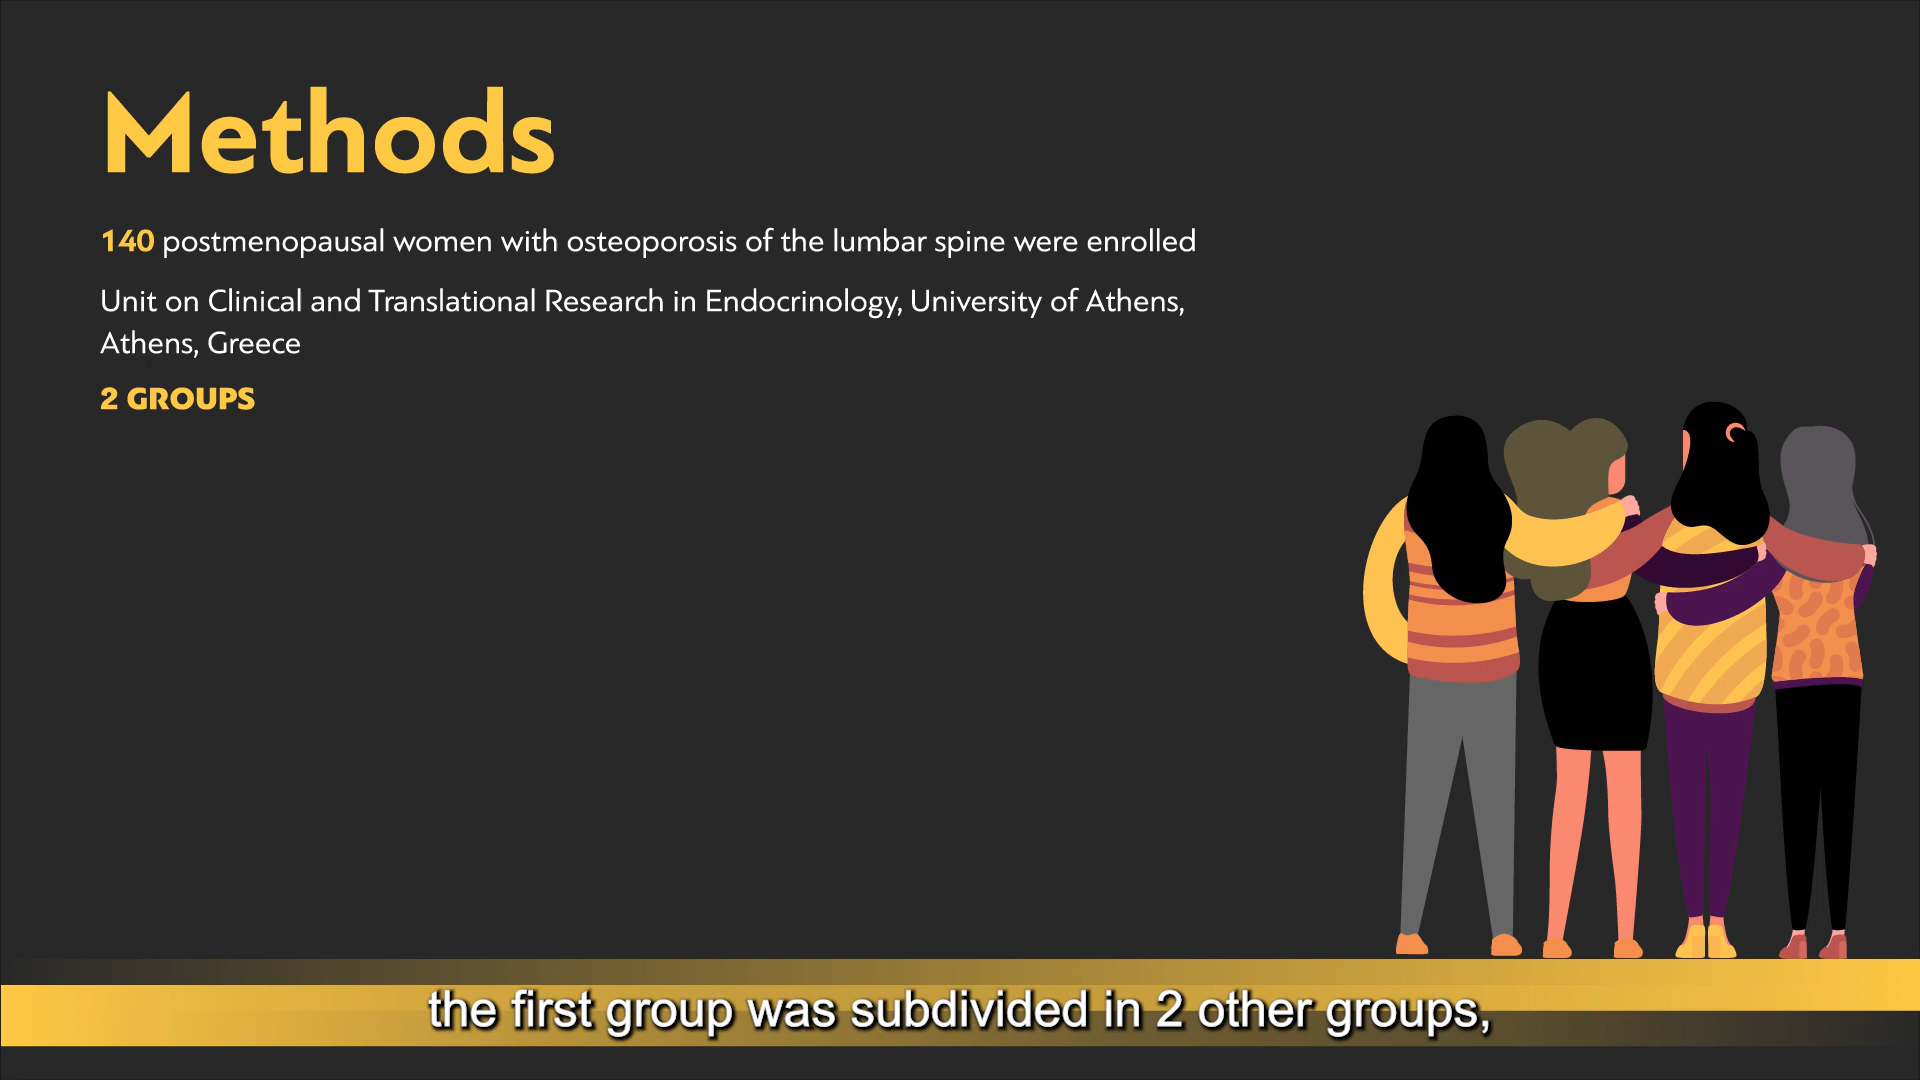 Methods
140 postmenopausal women with osteoporosis of the lumbar spine were enrolled
Unit on Clinical and Translational Research in Endocrinology, University of Athens,
Athens, Greece
2 GROUPS
the first group was subdivided in 2 other groups,